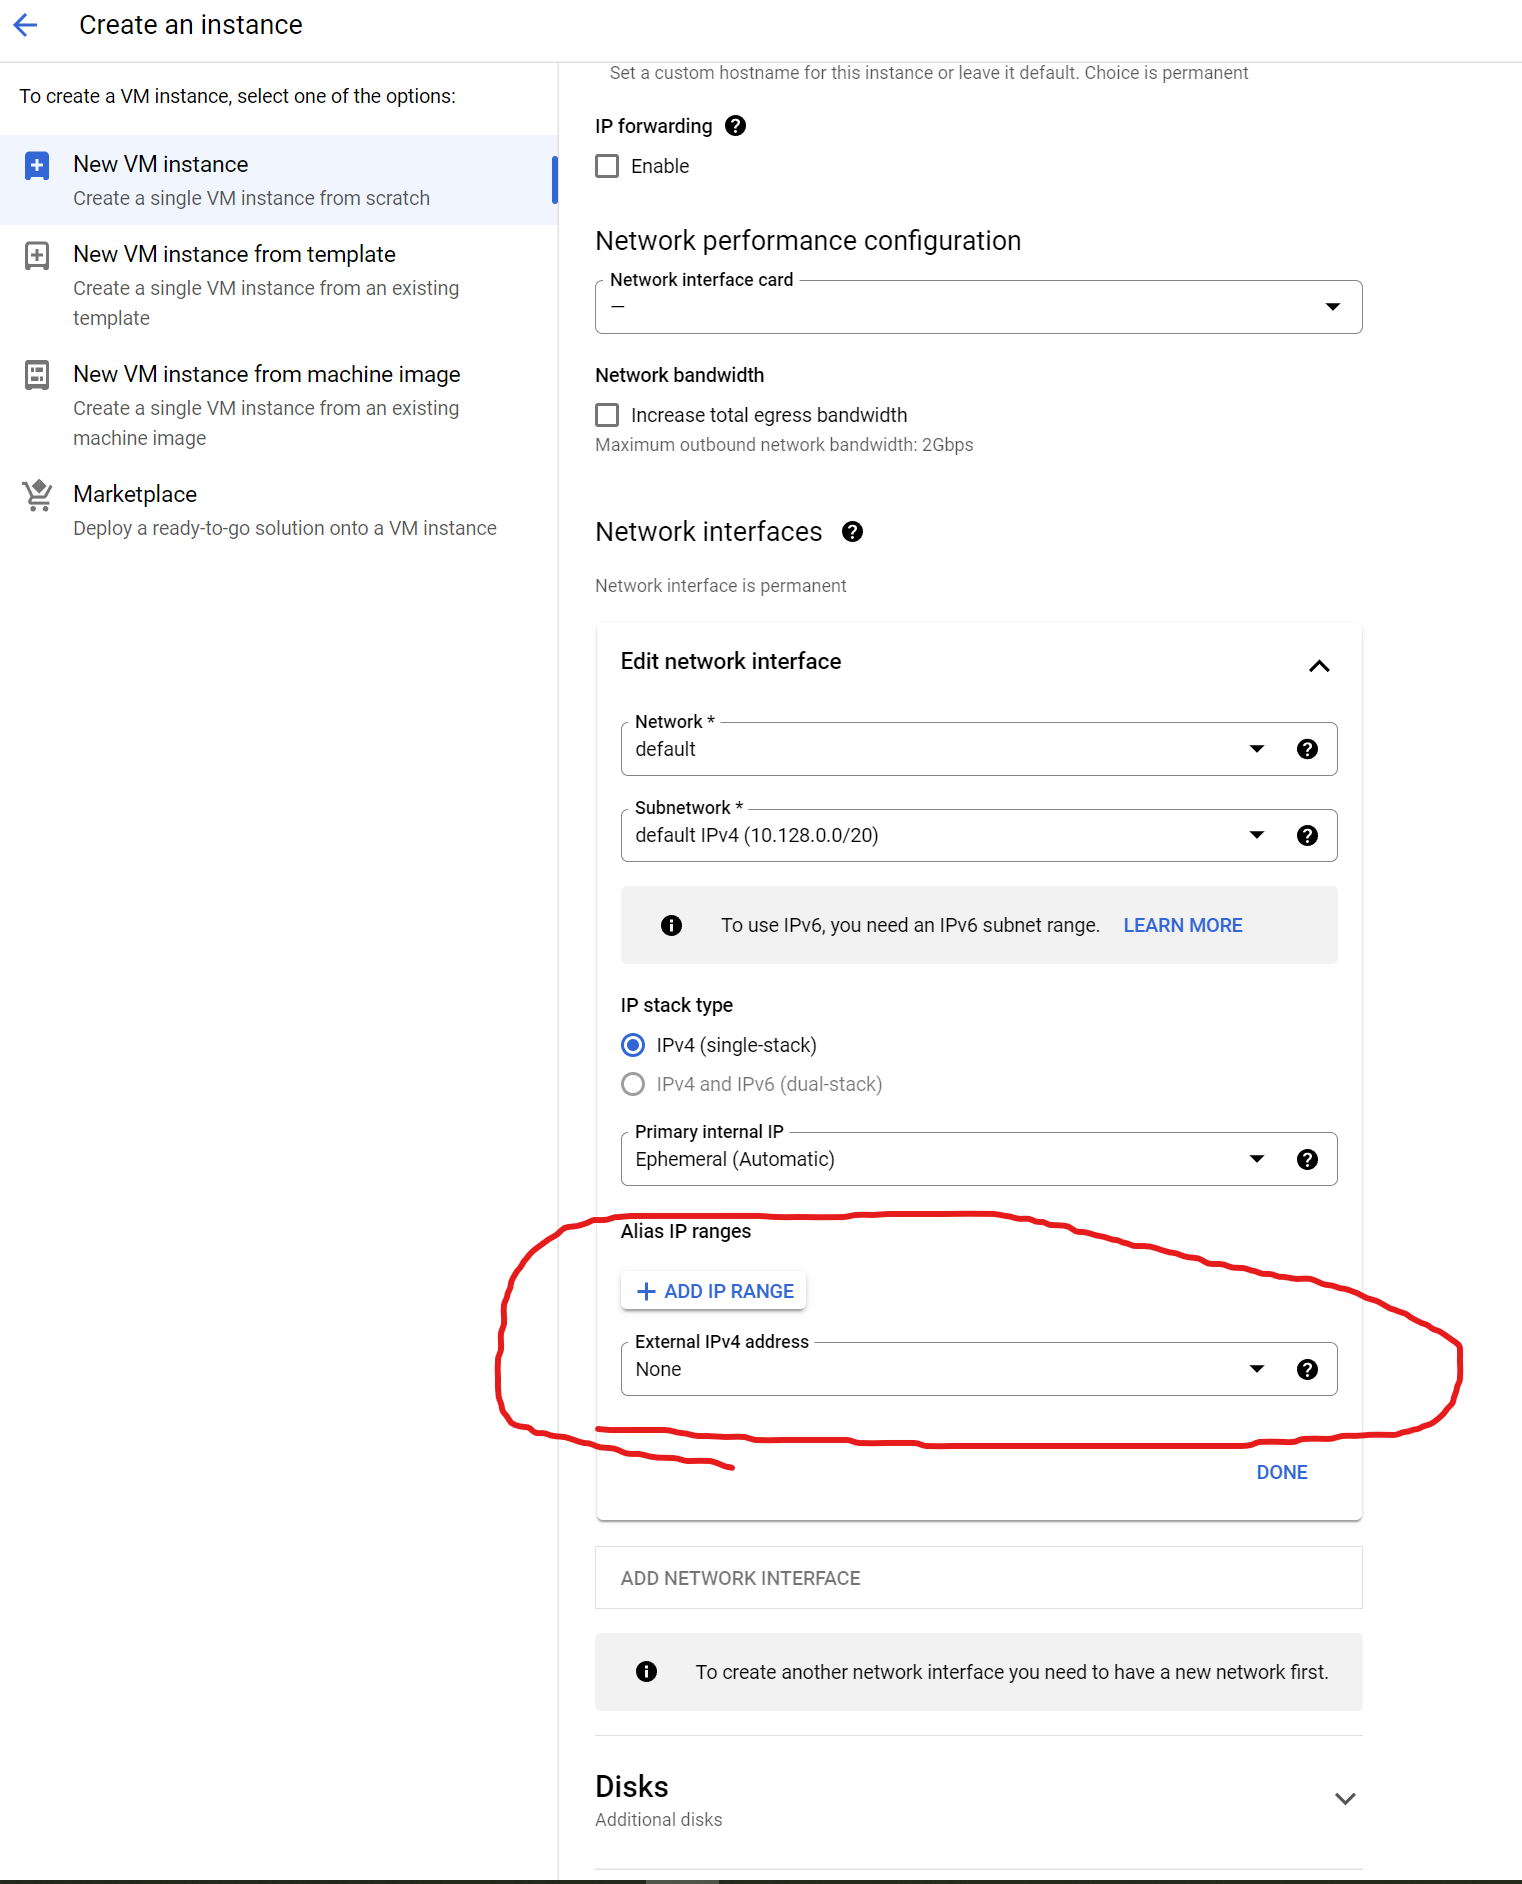 Create an instance
To create a VM instance, select one of the options:
New VM instance
Create a single VM instance from scratch
New VM instance from template
Create a single VM instance from an existing
template
New VM instance from machine image
Create a single VM instance from an existing
machine image
Marketplace
Deploy a ready-to-go solution onto a VM instance
Set a custom hostname for this instance or leave it default. Choice is permanent
IP forwarding
Enable
Network performance configuration
Network interface card
—
Network bandwidth
Increase total egress bandwidth
Maximum outbound network bandwidth: 2Gbps
Network interfaces
Network interface is permanent
Edit network interface
Network *
default
Subnetwork *
default IPv4 (10.128.0.0/20)
To use IPv6, you need an IPv6 subnet range. LEARN MORE
IP stack type
IPv4 (single-stack)
IPv4 and IPv6 (dual-stack)
Primary internal IP
Ephemeral (Automatic)
Alias IP ranges
+ ADD IP RANGE
External IPv4 address
None
DONE
ADD NETWORK INTERFACE
To create another network interface you need to have a new network first.
Disks
Additional disks